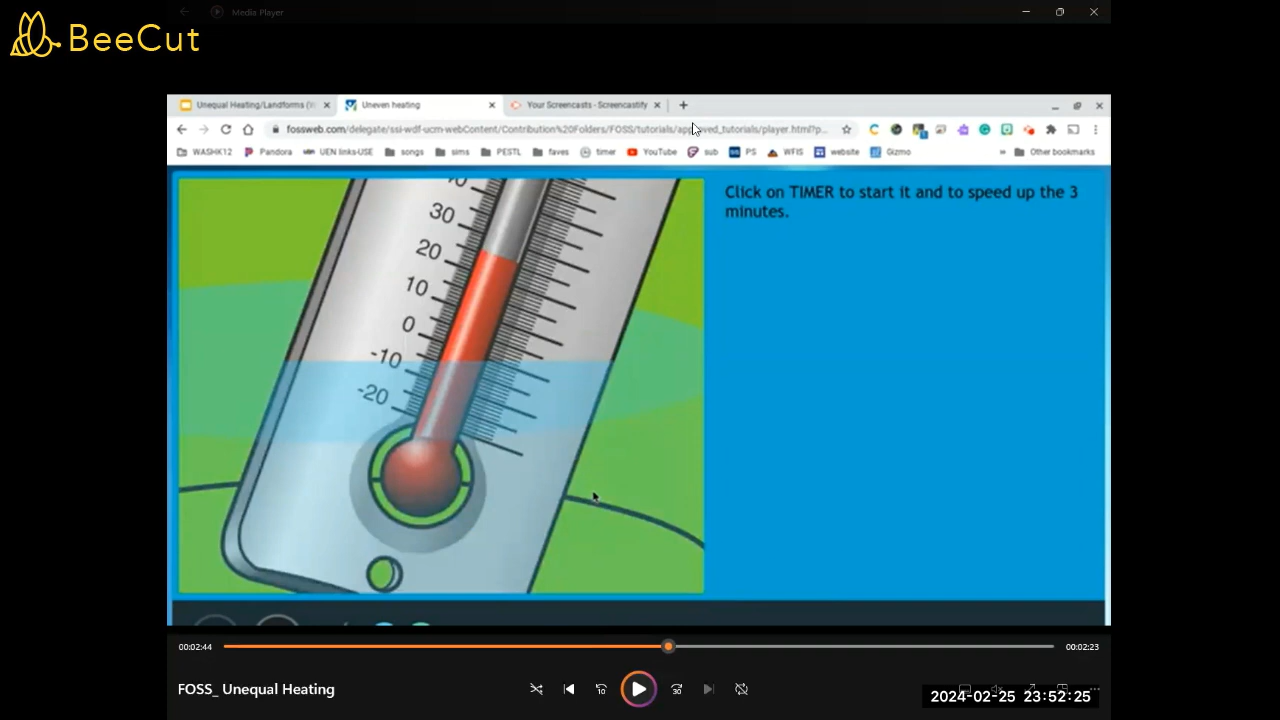 Media Player
BeeCut
Unequal Heating/Landforms
Uneven heating
Your Screencasts - Screencastify
fossweb.com/delegate/ssi-wdf-ucm-webContent/Contribution%20Folders/FOSS/tutorials/approved_tutorials/player.html?p...
WASHK12 Pandora UEN links-USE songs sims PESTL faves timer YouTube sub PS WFIS website Gizmo Other bookmarks
Click on TIMER to start it and to speed up the 3
minutes.
30
20
10
0
-10
-20
00:02:44
00:02:23
FOSS_ Unequal Heating
10
30
2024-02-25 23:52:25